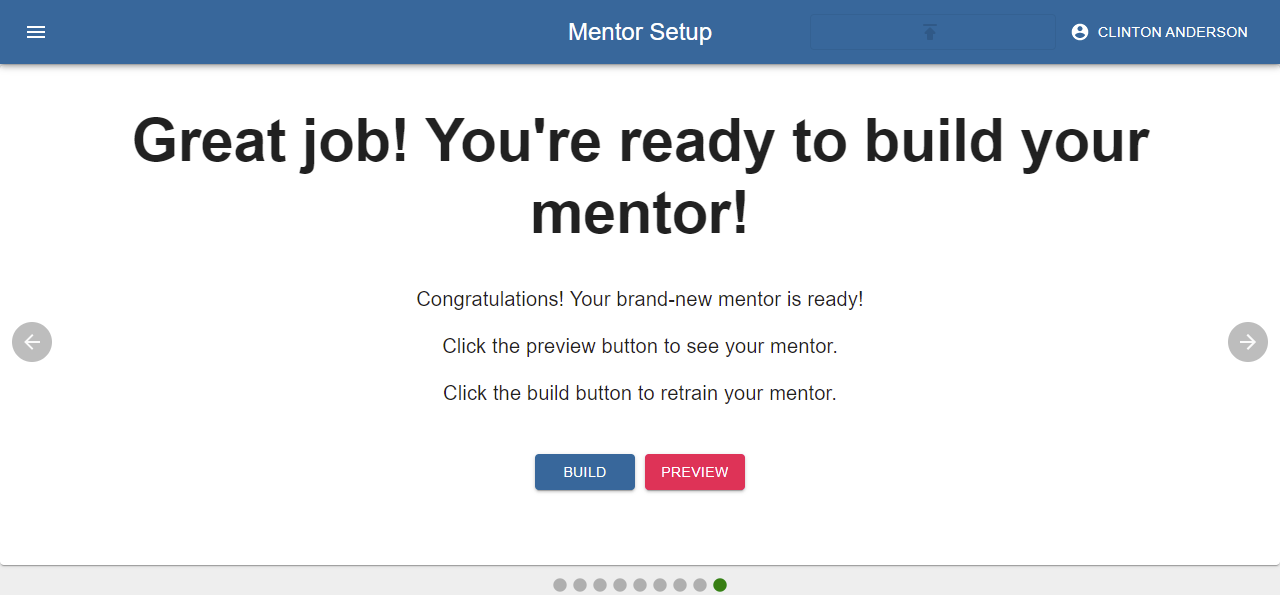 Mentor Setup
CLINTON ANDERSON
Great job! You're ready to build your
mentor!
Congratulations! Your brand-new mentor is ready!
Click the preview button to see your mentor.
Click the build button to retrain your mentor.
BUILD
PREVIEW